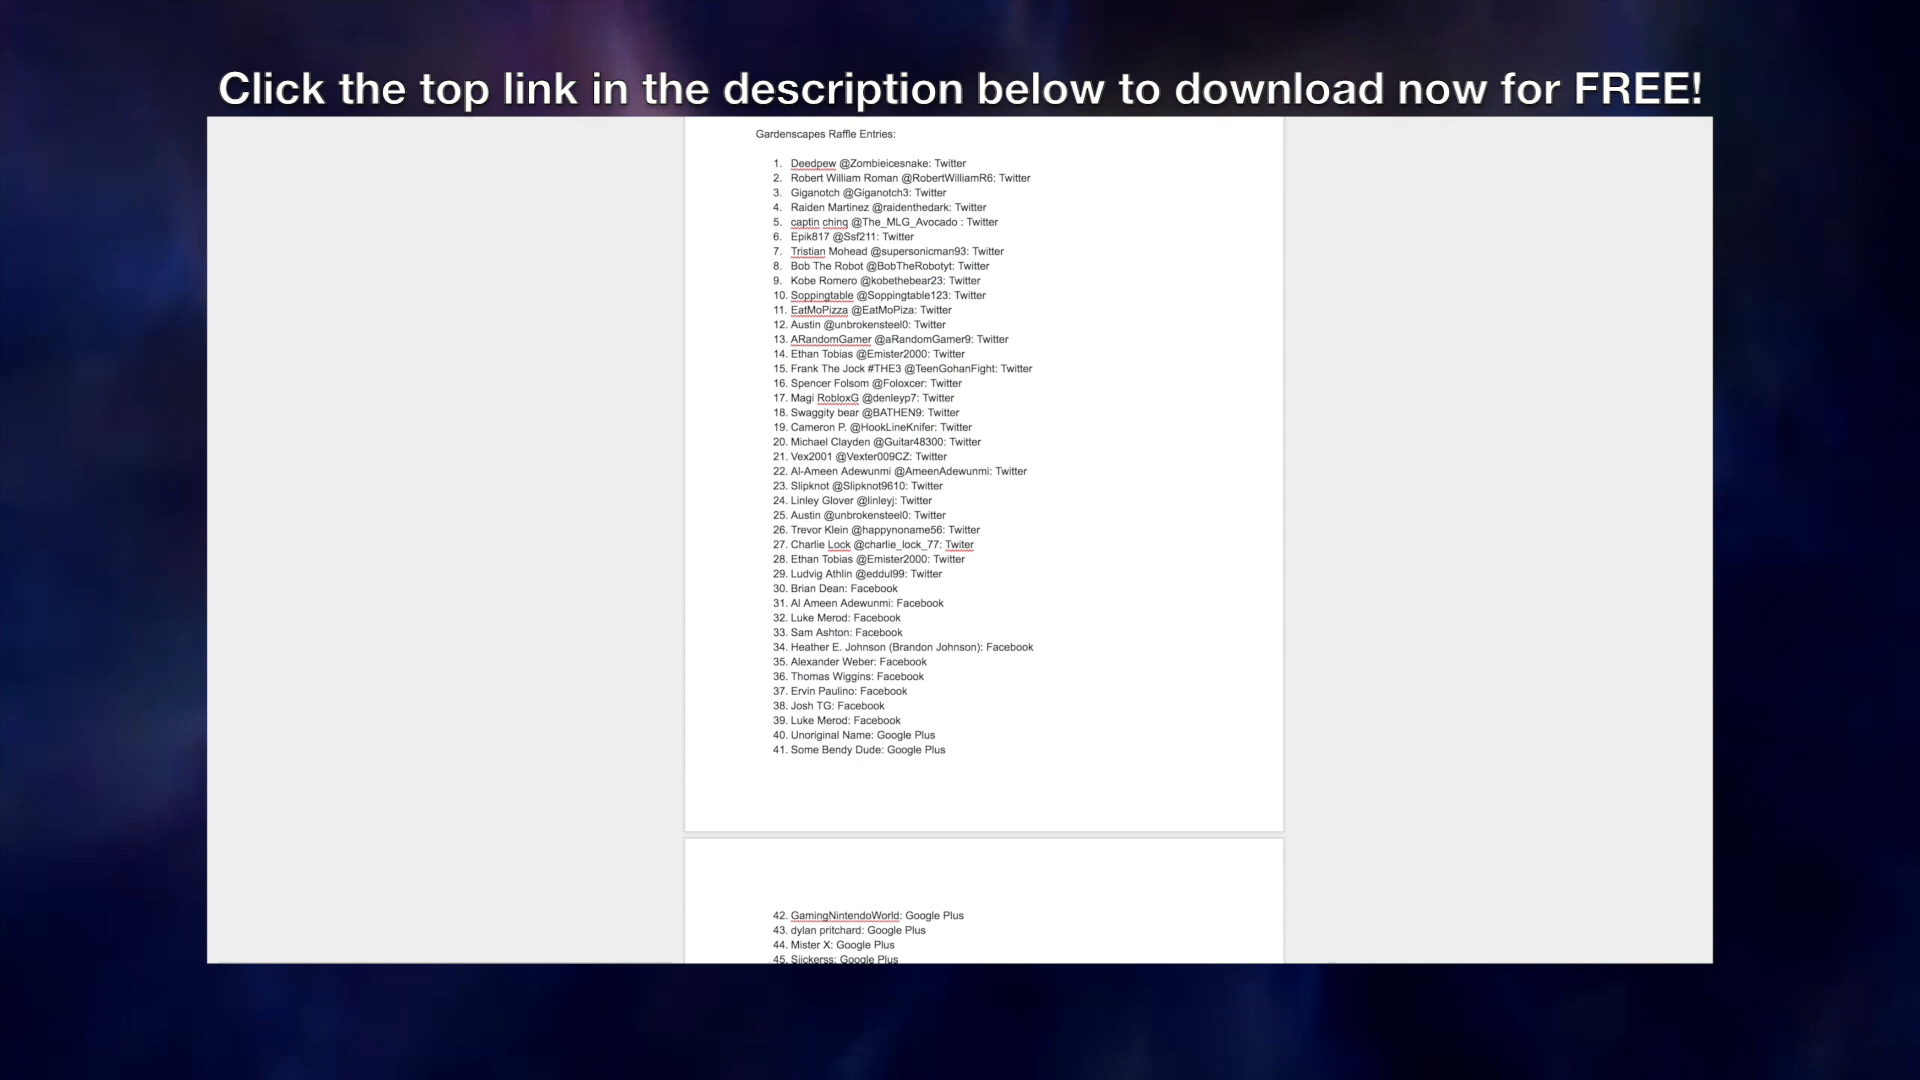 Click the top link in the description below to download now for FREE!
Gardenscapes Raffle Entries:
1. Deedpew @Zombieicesnake: Twitter
2. Robert William Roman @RobertWilliamR6: Twitter
3. Giganotch @Giganotch3: Twitter
4. Raiden Martinez @raidenthedark: Twitter
5. captin ching @The_MLG_Avocado : Twitter
6. Epik817 @Ssf211: Twitter
7. Tristian Mohead @supersonicman93: Twitter
8. Bob The Robot @BobTheRobotyt: Twitter
9. Kobe Romero @kobethebear23: Twitter
10. Soppingtable @Soppingtable123: Twitter
11. EatMoPizza @EatMoPiza: Twitter
12. Austin @unbrokensteel0: Twitter
13. ARandomGamer @aRandomGamer9: Twitter
14. Ethan Tobias @Emister2000: Twitter
15. Frank The Jock #THE3 @TeenGohanFight: Twitter
16. Spencer Folsom @Foloxcer: Twitter
17. Magi RobloxG @denleyp7: Twitter
18. Swaggity bear @BATHEN9: Twitter
19. Cameron P. @HookLineKnifer: Twitter
20. Michael Clayden @Guitar48300: Twitter
21. Vex2001 @Vexter009CZ: Twitter
22. Al-Ameen Adewunmi @AmeenAdewunmi: Twitter
23. Slipknot @Slipknot9610: Twitter
24. Linley Glover @linleyj: Twitter
25. Austin @unbrokensteel0: Twitter
26. Trevor Klein @happynoname56: Twitter
27. Charlie Lock @charlie_lock_77: Twiter
28. Ethan Tobias @Emister2000: Twitter
29. Ludvig Athlin @eddul99: Twitter
30. Brian Dean: Facebook
31. Al Ameen Adewunmi: Facebook
32. Luke Merod: Facebook
33. Sam Ashton: Facebook
34. Heather E. Johnson (Brandon Johnson): Facebook
35. Alexander Weber: Facebook
36. Thomas Wiggins: Facebook
37. Ervin Paulino: Facebook
38. Josh TG: Facebook
39. Luke Merod: Facebook
40. Unoriginal Name: Google Plus
41. Some Bendy Dude: Google Plus
42. GamingNintendoWorld: Google Plus
43. dylan pritchard: Google Plus
44. Mister X: Google Plus
45. Google Plus